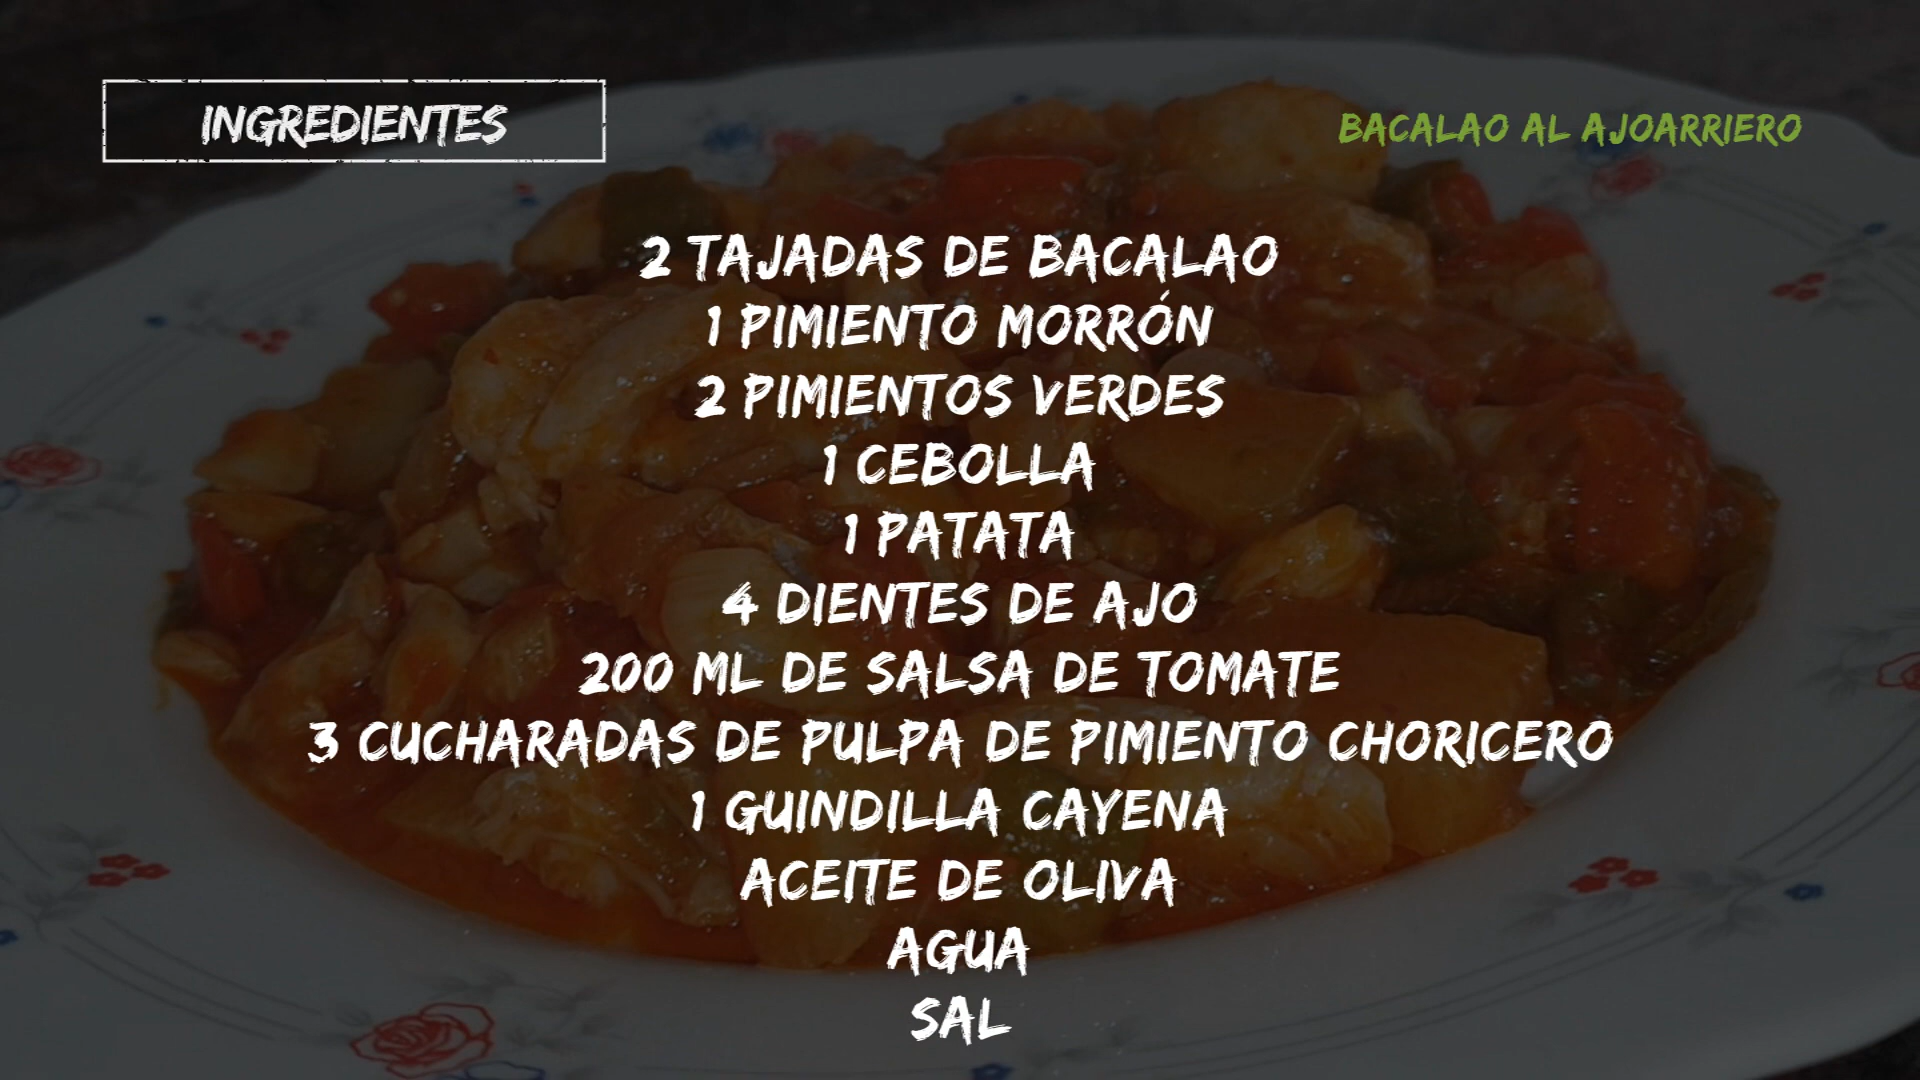 INGREDIENTES
BACALAO AL AJOARRIERO
2 TAJADAS DE BACALAO
1 PIMIENTO MORRÓN
2 PIMIENTOS VERDES
1 CEBOLLA
1 PATATA
4 DIENTES DE AJO
200 ML DE SALSA DE TOMATE
3 CUCHARADAS DE PULPA DE PIMIENTO CHORICERO
1 GUINDILLA CAYENA
ACEITE DE OLIVA
AGUA
SAL